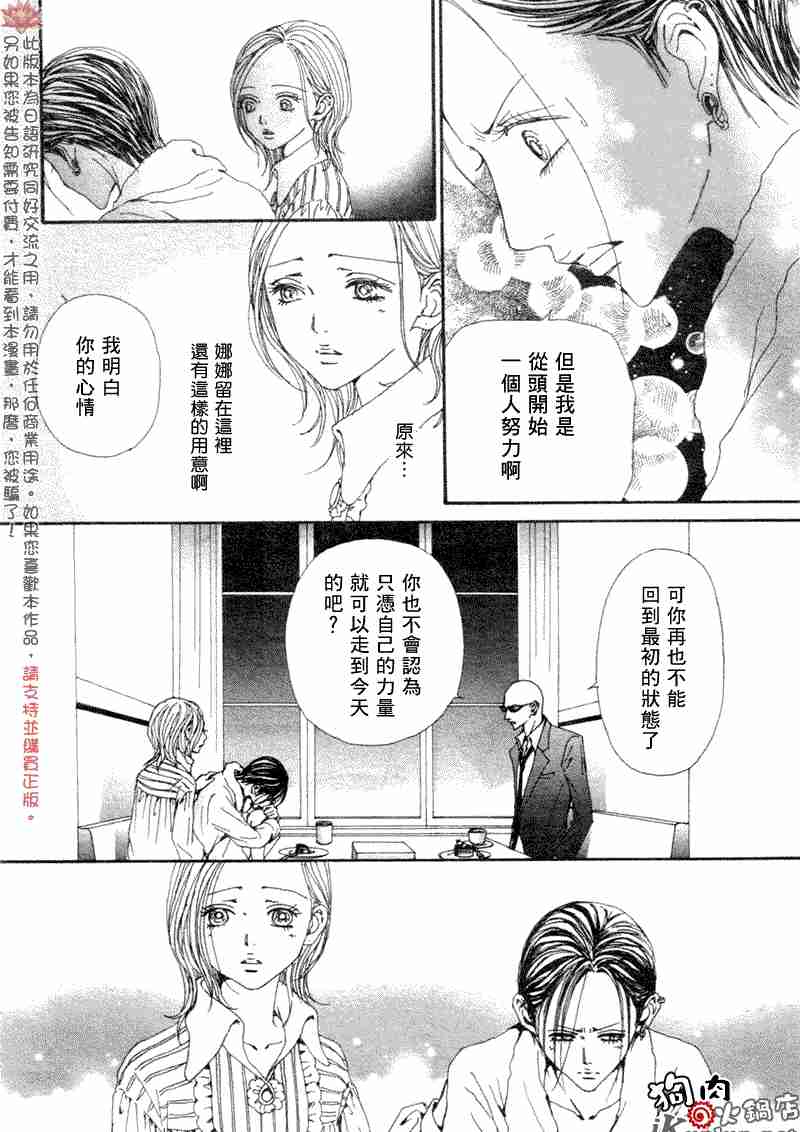 但是我是
從頭開始
一個人努力啊
原來…
娜娜留在這裡
還有這樣的用意啊
我明白
你的心情
可你再也不能
回到最初的狀態了
你也不會認為
只憑自己的力量
就可以走到今天
的吧？
此版本為日語研究同好交流之用，請勿用於任何商業用途。如果您喜歡本作品，請支持並購買正版。
另如果您被告知需要付費，才能看到本漫畫，那麼，您被騙了！
狗肉
火鍋店